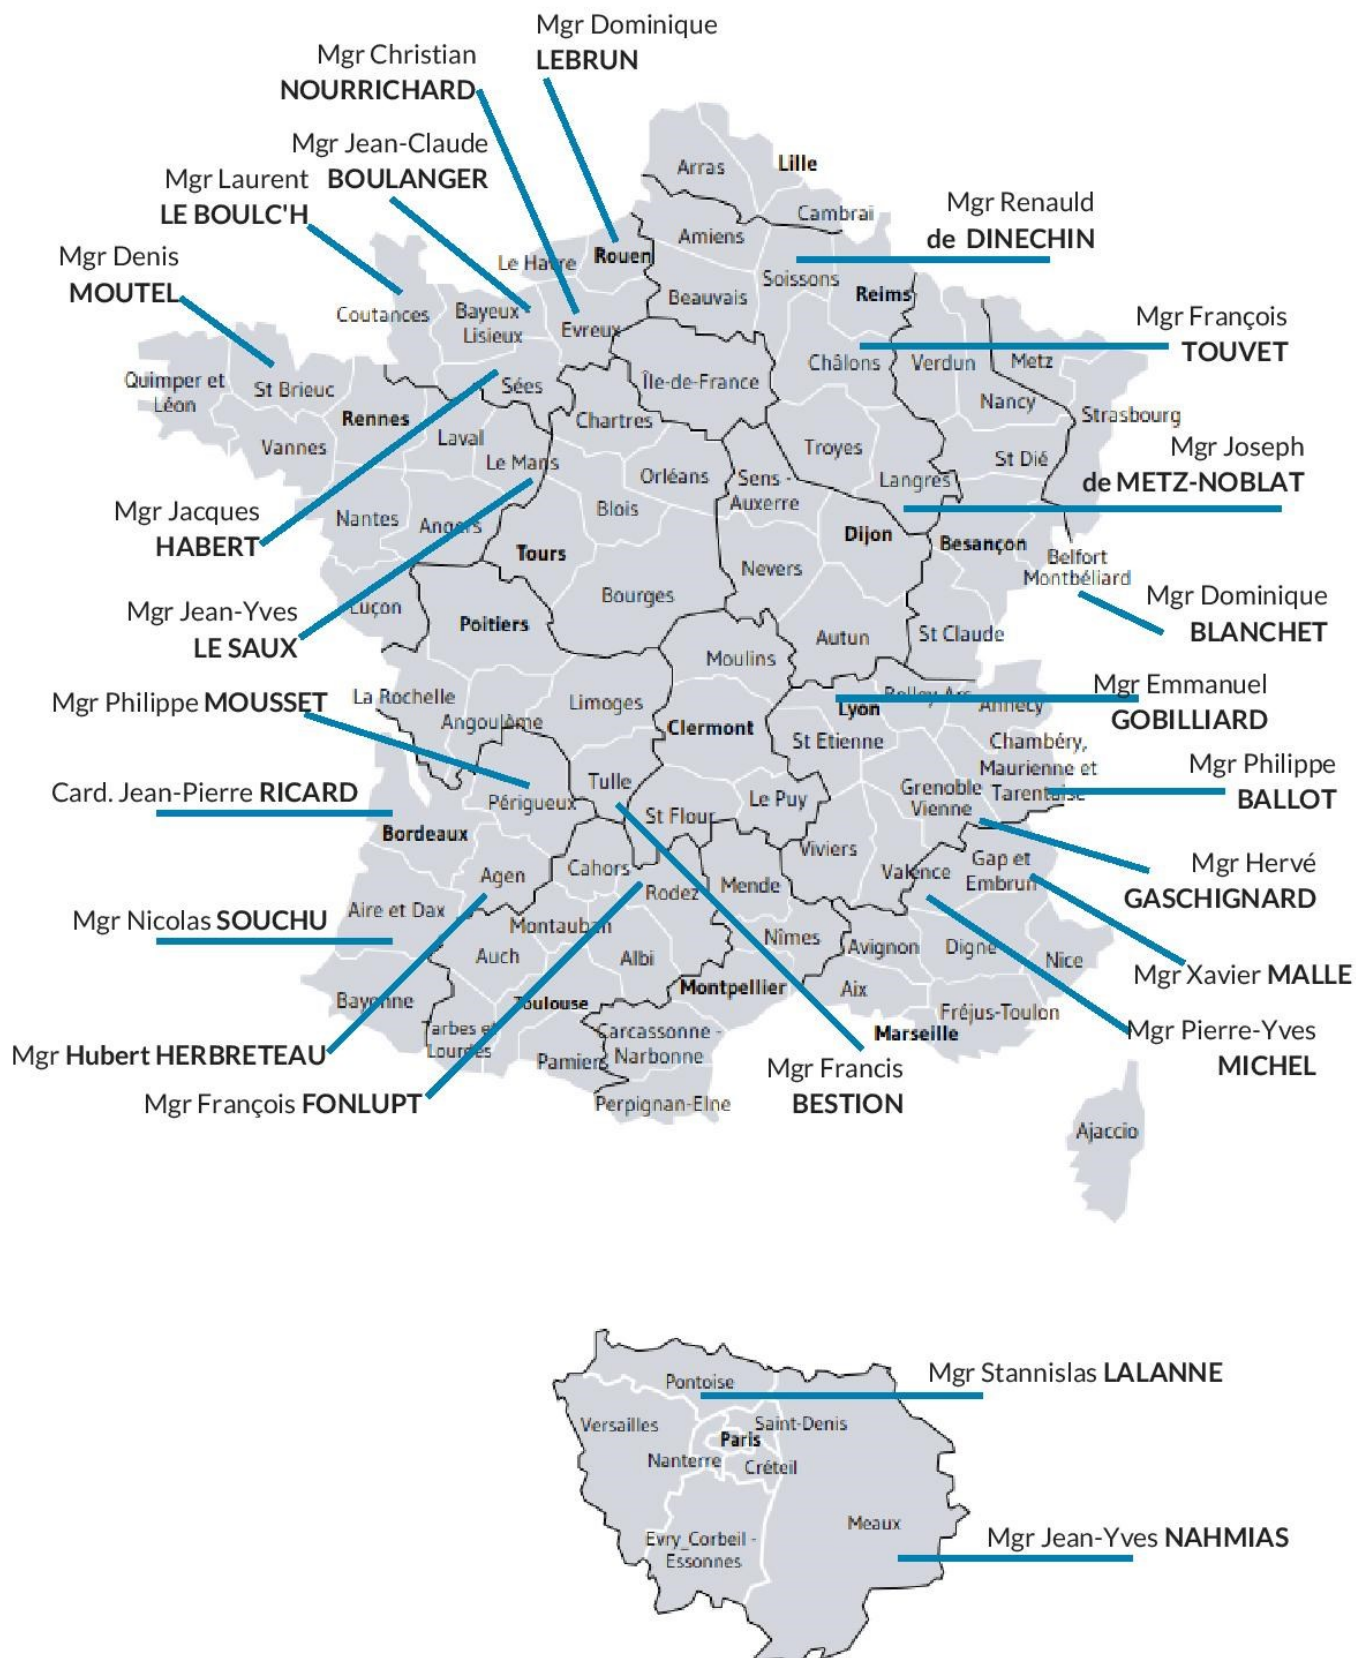 Mgr Dominique
LEBRUN
Mgr Christian
NOURRICHARD
Mgr Jean-Claude
BOULANGER
Mgr Laurent
LE BOULC'H
Mgr Denis
MOUTEL
Mgr Renauld
de DINECHIN
Mgr François
TOUVET
Mgr Joseph
de METZ-NOBLAT
Mgr Jacques
HABERT
Mgr Jean-Yves
LE SAUX
Mgr Dominique
BLANCHET
Mgr Philippe MOUSSET
Mgr Emmanuel
GOBILLIARD
Card. Jean-Pierre RICARD
Mgr Philippe
BALLOT
Mgr Hervé
GASCHIGNARD
Mgr Nicolas SOUCHU
Mgr Xavier MALLE
Mgr Hubert HERBRETEAU
Mgr Pierre-Yves
MICHEL
Mgr François FONLUPT
Mgr Francis
BESTION
Arras
Lille
Cambrai
Amiens
Le Havre
Rouen
Soissons
Beauvais
Reims
Coutances
Bayeux
Lisieux
Evreux
Châlons
Verdun
Metz
Quimper et
Léon
St Brieuc
Sées
Île-de-France
Nancy
Strasbourg
Rennes
Chartres
Vannes
Laval
Le Mans
Troyes
St Dié
Orléans
Sens -
Auxerre
Langres
Nantes
Angers
Blois
Dijon
Besançon
Tours
Belfort
Montbéliard
Nevers
Luçon
Bourges
Poitiers
Autun
St Claude
Moulins
La Rochelle
Angoulême
Limoges
Clermont
Lyon
Belley-Ars
Annecy
St Etienne
Chambéry,
Maurienne et
Tarentaise
Tulle
Périgueux
St Flour
Le Puy
Grenoble
Vienne
Bordeaux
Viviers
Agen
Cahors
Rodez
Mende
Valence
Gap et
Embrun
Aire et Dax
Montauban
Nîmes
Auch
Albi
Avignon
Digne
Nice
Bayonne
Toulouse
Montpellier
Aix
Fréjus-Toulon
Tarbes et
Lourdes
Carcassonne -
Narbonne
Marseille
Pamiers
Perpignan-Elne
Ajaccio
Mgr Stannislas LALANNE
Pontoise
Versailles
Saint-Denis
Paris
Nanterre
Créteil
Meaux
Evry_Corbeil -
Essonnes
Mgr Jean-Yves NAHMIAS